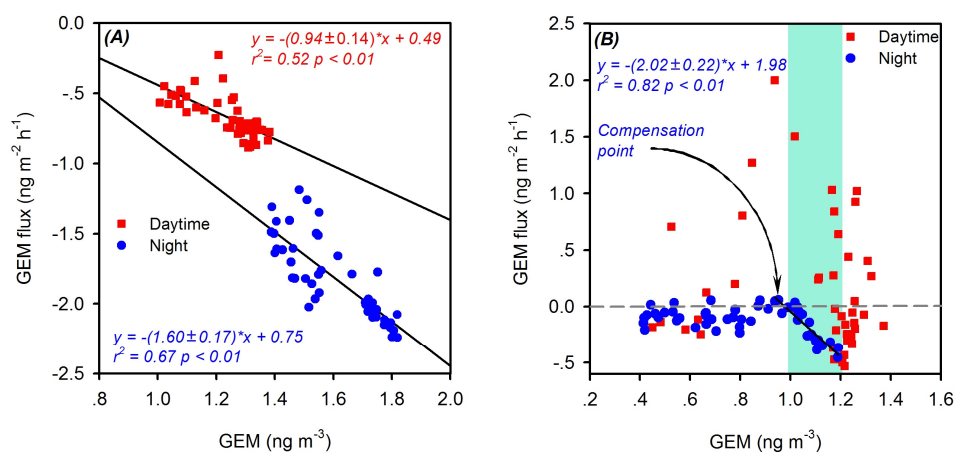 (A)
y = -(0.94±0.14)*x + 0.49
r² = 0.52 p < 0.01
Daytime
Night
y = -(1.60±0.17)*x + 0.75
r² = 0.67 p < 0.01
0.0
-.5
-1.0
-1.5
-2.0
-2.5
GEM flux (ng m⁻² h⁻¹)
.8 1.0 1.2 1.4 1.6 1.8 2.0
GEM (ng m⁻³)
(B)
Daytime
Night
y = -(2.02±0.22)*x + 1.98
r² = 0.82 p < 0.01
Compensation
point
2.5
2.0
1.5
1.0
.5
0.0
-.5
GEM flux (ng m⁻² h⁻¹)
.2 .4 .6 .8 1.0 1.2 1.4 1.6
GEM (ng m⁻³)